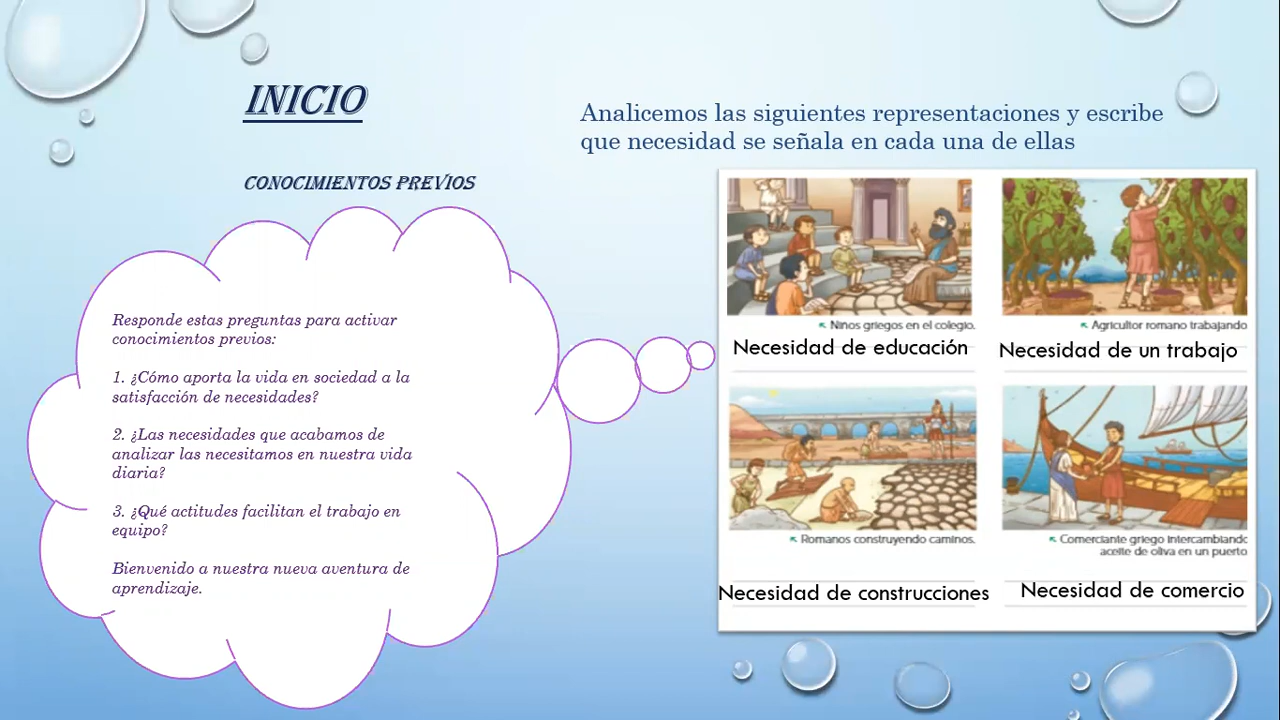 INICIO
CONOCIMIENTOS PREVIOS
Responde estas preguntas para activar
conocimientos previos:
1. ¿Cómo aporta la vida en sociedad a la
satisfacción de necesidades?
2. ¿Las necesidades que acabamos de
analizar las necesitamos en nuestra vida
diaria?
3. ¿Qué actitudes facilitan el trabajo en
equipo?
Bienvenido a nuestra nueva aventura de
aprendizaje.
Analicemos las siguientes representaciones y escribe
que necesidad se señala en cada una de ellas
Niños griegos en el colegio.
Necesidad de educación
Agricultor romano trabajando
Necesidad de un trabajo
Romanos construyendo caminos.
Necesidad de construcciones
Comerciante griego intercambiando
aceite de oliva en un puerto
Necesidad de comercio